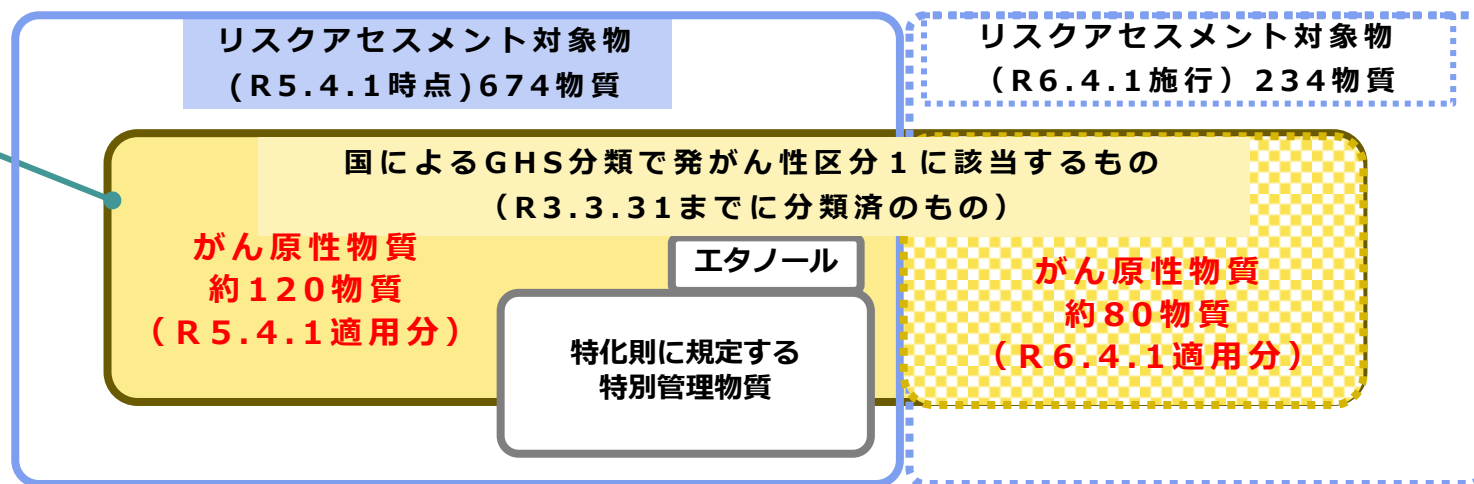 リスクアセスメント対象物
(R5.4.1時点)674物質
リスクアセスメント対象物
（R6.4.1施行）234物質
国によるGHS分類で発がん性区分１に該当するもの
（R3.3.31までに分類済のもの）
がん原性物質
約120物質
（R5.4.1適用分）
エタノール
特化則に規定する
特別管理物質
がん原性物質
約80物質
（R6.4.1適用分）